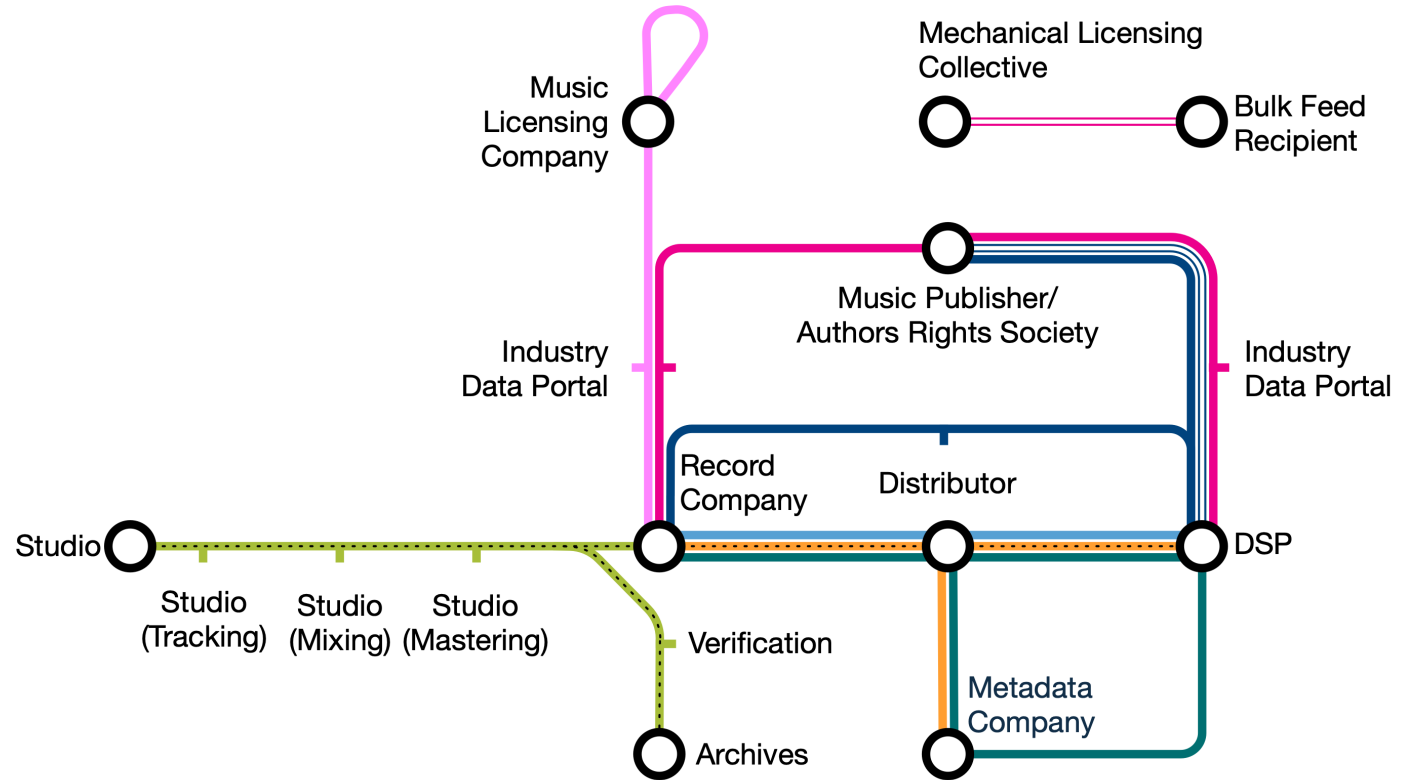 Mechanical Licensing
Collective
Music
Licensing
Company
Bulk Feed
Recipient
Music Publisher/
Authors Rights Society
Industry
Data Portal
Industry
Data Portal
Record
Company
Distributor
Studio
DSP
Studio
(Tracking)
Studio
(Mixing)
Studio
(Mastering)
Verification
Metadata
Company
Archives